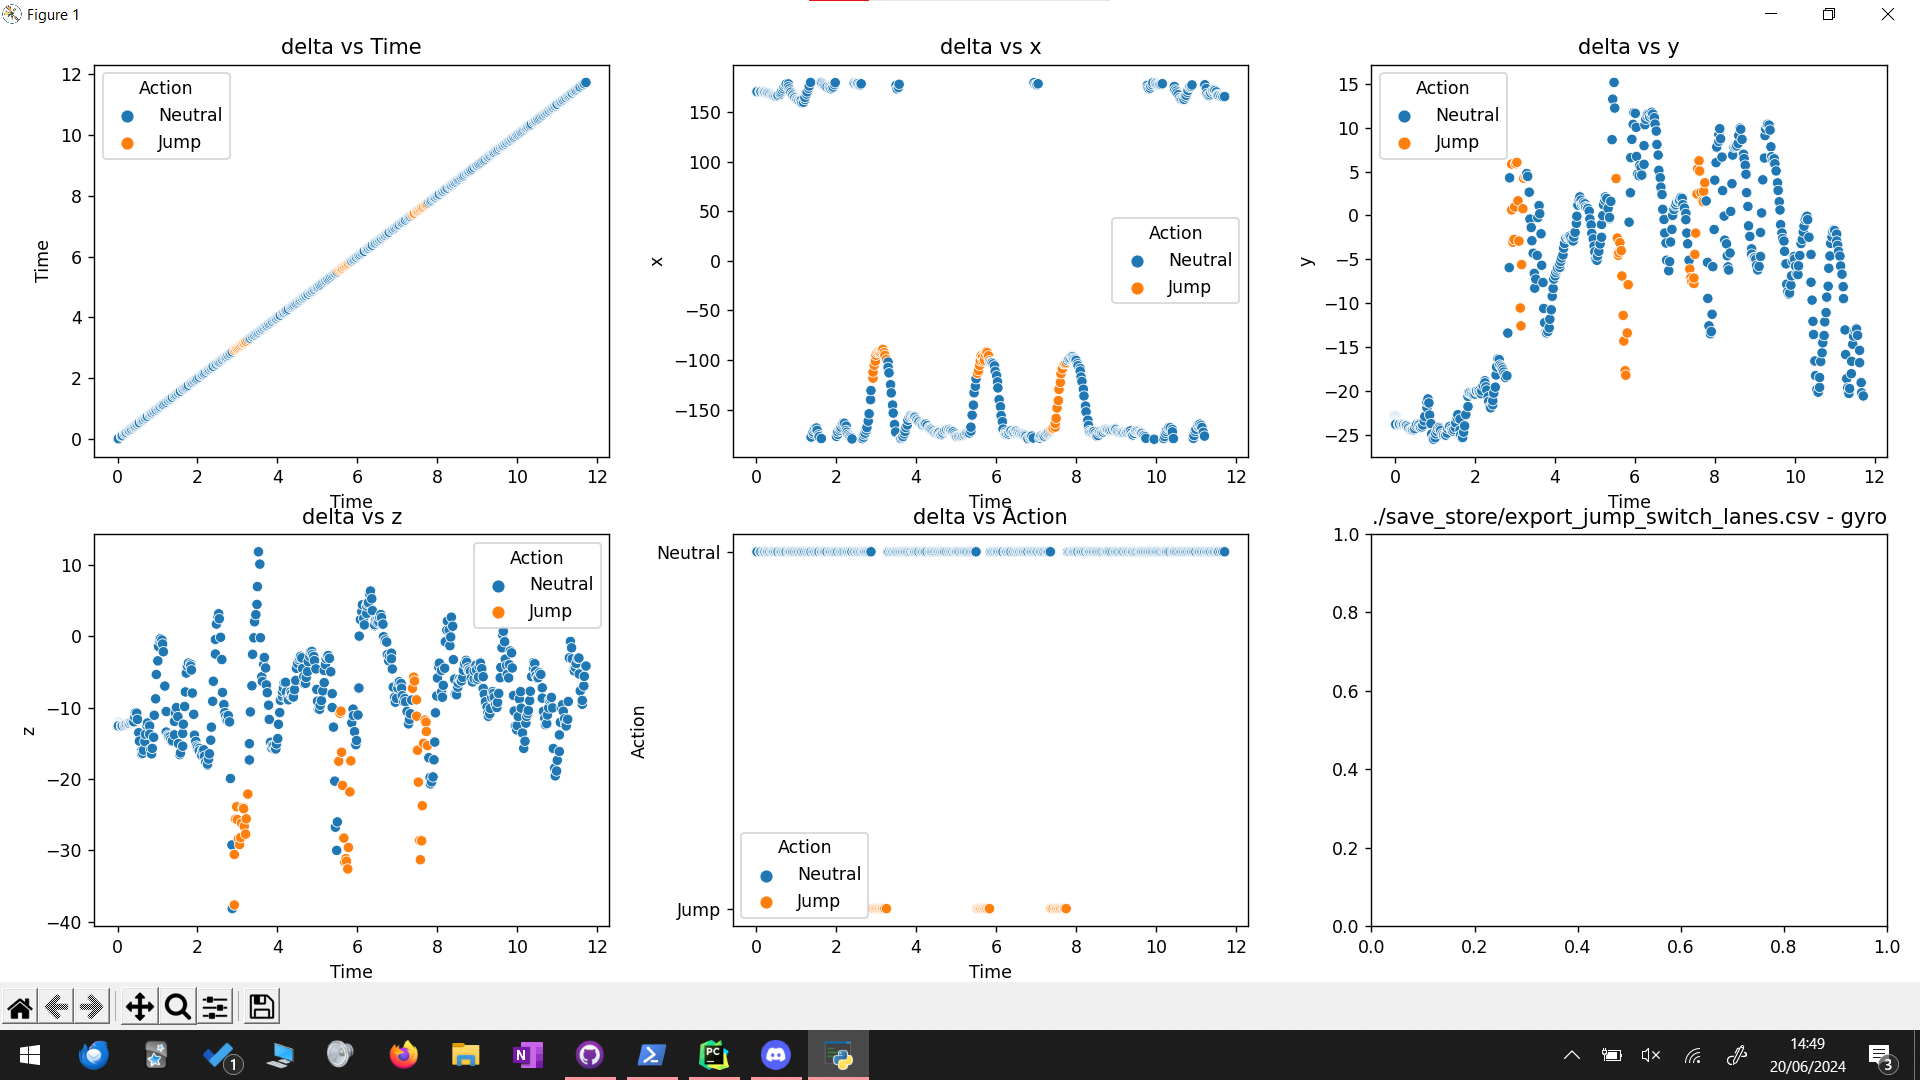 Figure 1
delta vs Time
Action
Neutral
Jump
12
10
8
6
4
2
0
Time
0 2 4 6 8 10 12
Time
delta vs x
150
100
50
0
−50
−100
−150
x
Action
Neutral
Jump
0 2 4 6 8 10 12
Time
delta vs y
Action
Neutral
Jump
15
10
5
0
−5
−10
−15
−20
−25
y
0 2 4 6 8 10 12
Time
delta vs z
Action
Neutral
Jump
10
0
−10
−20
−30
−40
z
0 2 4 6 8 10 12
Time
delta vs Action
Neutral
Action
Action
Neutral
Jump
Jump
0 2 4 6 8 10 12
Time
./save_store/export_jump_switch_lanes.csv - gyro
1.0
0.8
0.6
0.4
0.2
0.0
0.0 0.2 0.4 0.6 0.8 1.0
1
N
PC
14:49
20/06/2024
3